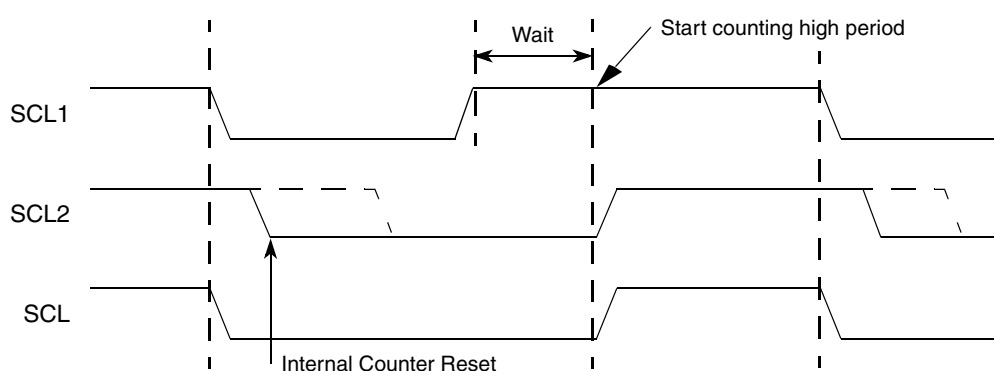 Wait
Start counting high period
SCL1
SCL2
SCL
Internal Counter Reset